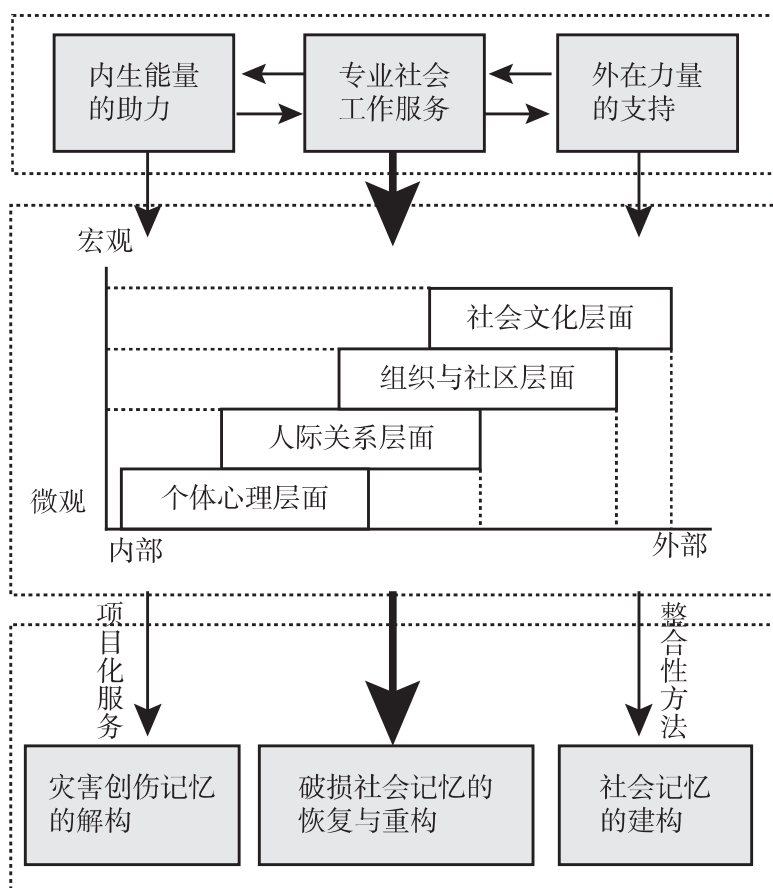 内生能量
的助力
专业社会
工作服务
外在力量
的支持
宏观
社会文化层面
组织与社区层面
人际关系层面
个体心理层面
微观
内部
外部
项目化服务
整合性方法
灾害创伤记忆
的解构
破损社会记忆的
恢复与重构
社会记忆
的建构